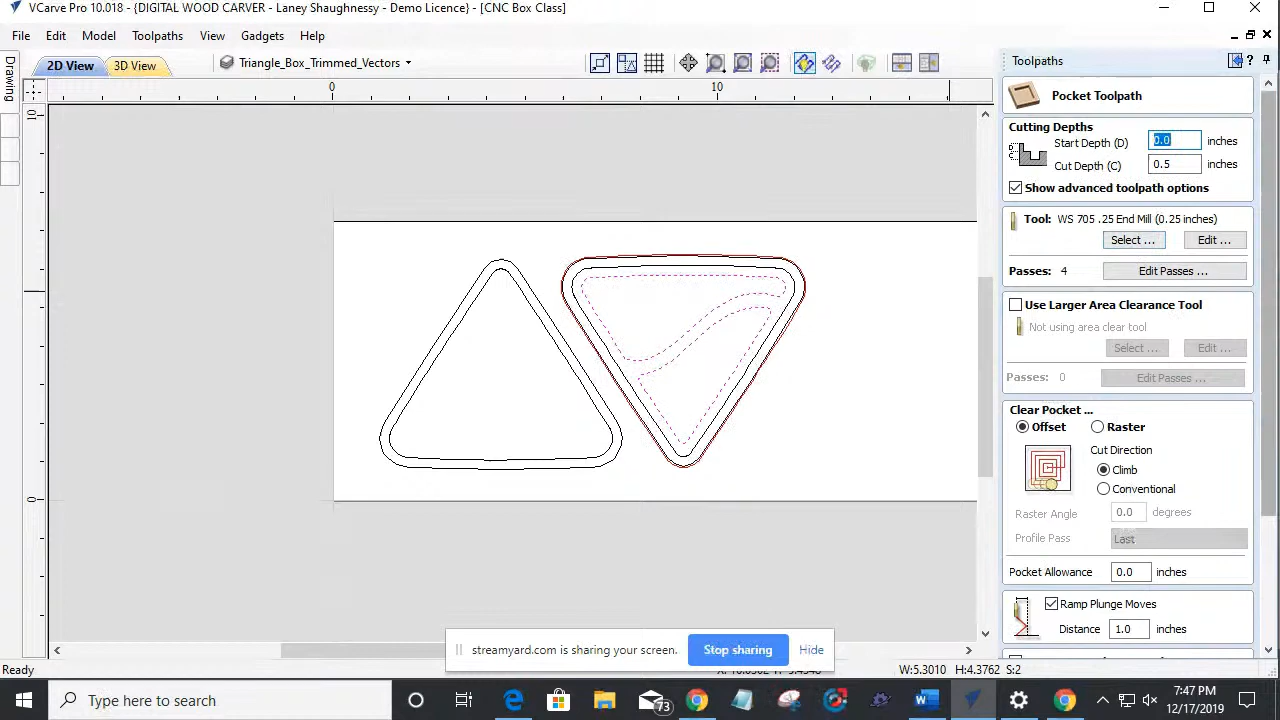 VCarve Pro 10.018 - {DIGITAL WOOD CARVER - Laney Shaughnessy - Demo Licence} - [CNC Box Class]
File Edit Model Toolpaths View Gadgets Help
Drawing
2D View 3D View Triangle_Box_Trimmed_Vectors
0 10
10
0
Toolpaths
Pocket Toolpath
Cutting Depths
Start Depth (D) 0.0 inches
Cut Depth (C) 0.5 inches
Show advanced toolpath options
Tool: WS 705 .25 End Mill (0.25 inches)
Select ... Edit ...
Passes: 4 Edit Passes ...
Use Larger Area Clearance Tool
Not using area clear tool
Select ... Edit ...
Passes: 0 Edit Passes ...
Clear Pocket ...
Offset Raster
Cut Direction
Climb
Conventional
Raster Angle 0.0 degrees
Profile Pass Last
Pocket Allowance 0.0 inches
Ramp Plunge Moves
Distance 1.0 inches
streamyard.com is sharing your screen. Stop sharing Hide
Ready W:5.3010 H:4.3762 S:2
Type here to search 73 7:47 PM
12/17/2019